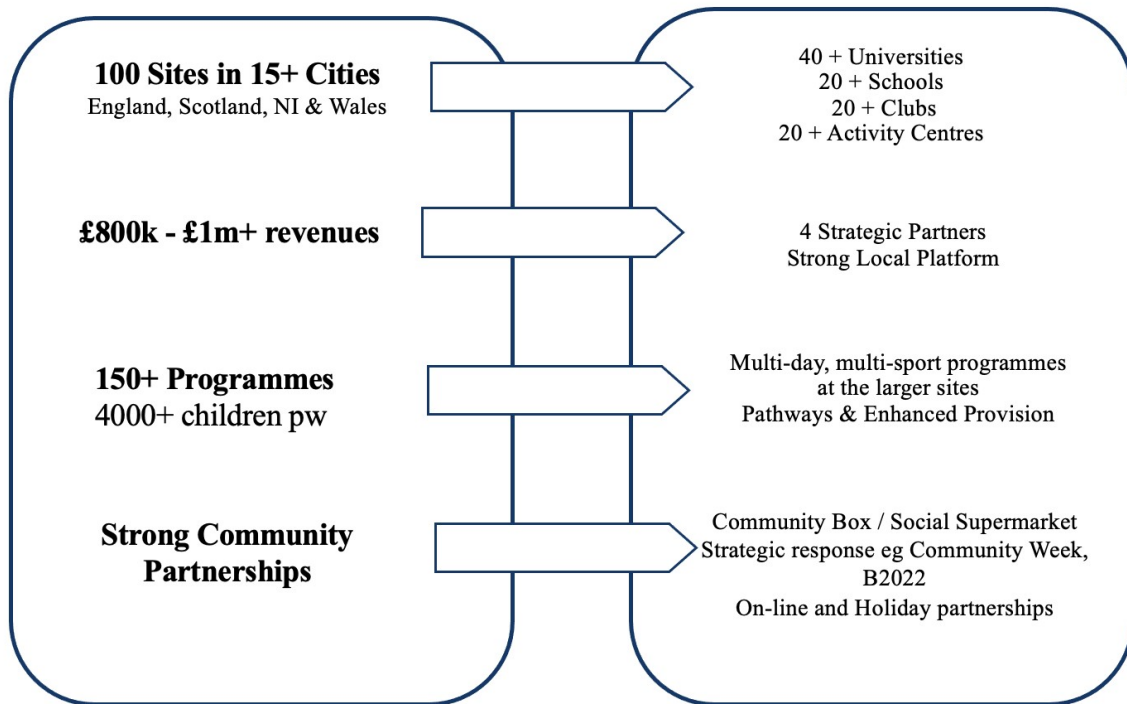 100 Sites in 15+ Cities
England, Scotland, NI & Wales
40 + Universities
20 + Schools
20 + Clubs
20 + Activity Centres
£800k - £1m+ revenues
4 Strategic Partners
Strong Local Platform
150+ Programmes
4000+ children pw
Multi-day, multi-sport programmes
at the larger sites
Pathways & Enhanced Provision
Strong Community
Partnerships
Community Box / Social Supermarket
Strategic response eg Community Week,
B2022
On-line and Holiday partnerships